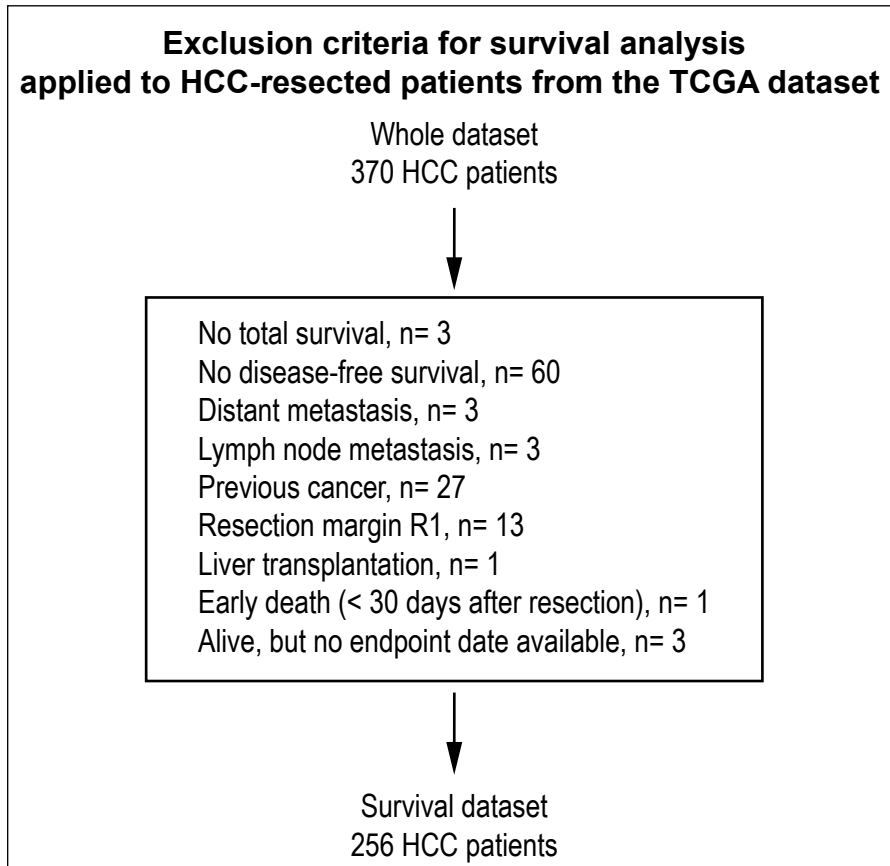 Exclusion criteria for survival analysis
applied to HCC-resected patients from the TCGA dataset
Whole dataset
370 HCC patients
No total survival, n= 3
No disease-free survival, n= 60
Distant metastasis, n= 3
Lymph node metastasis, n= 3
Previous cancer, n= 27
Resection margin R1, n= 13
Liver transplantation, n= 1
Early death (< 30 days after resection), n= 1
Alive, but no endpoint date available, n= 3
Survival dataset
256 HCC patients